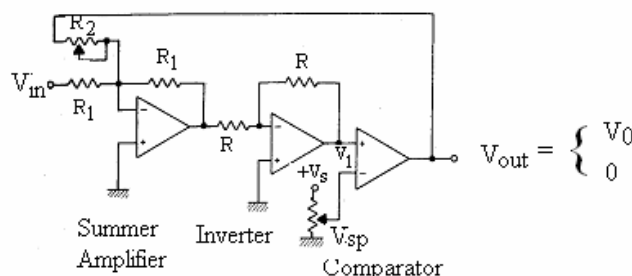 R2
Vin
R1
R1
R
R
v1
+Vs
Vsp
Vout = { V0
0
Summer
Amplifier
Inverter
Comparator